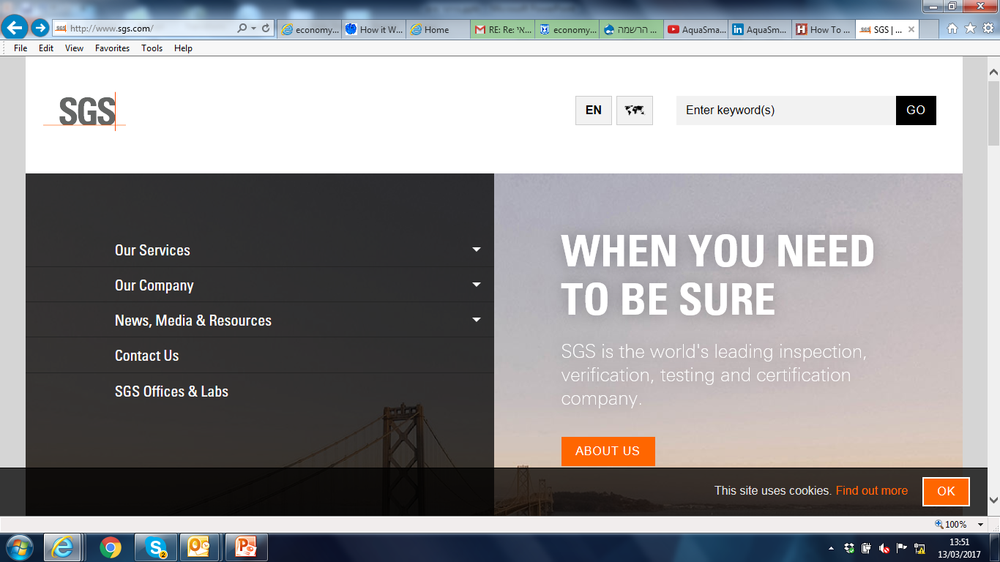 http://www.sgs.com/
economy...
How it W...
Home
RE: Re: אי'...
economy...
הרשמה ...
AquaSma...
AquaSm...
How To ...
SGS | ...
File Edit View Favorites Tools Help
SGS
EN
Enter keyword(s)
GO
Our Services
Our Company
News, Media & Resources
Contact Us
SGS Offices & Labs
WHEN YOU NEED
TO BE SURE
SGS is the world's leading inspection,
verification, testing and certification
company.
ABOUT US
This site uses cookies. Find out more
OK
100%
2
13:51
13/03/2017